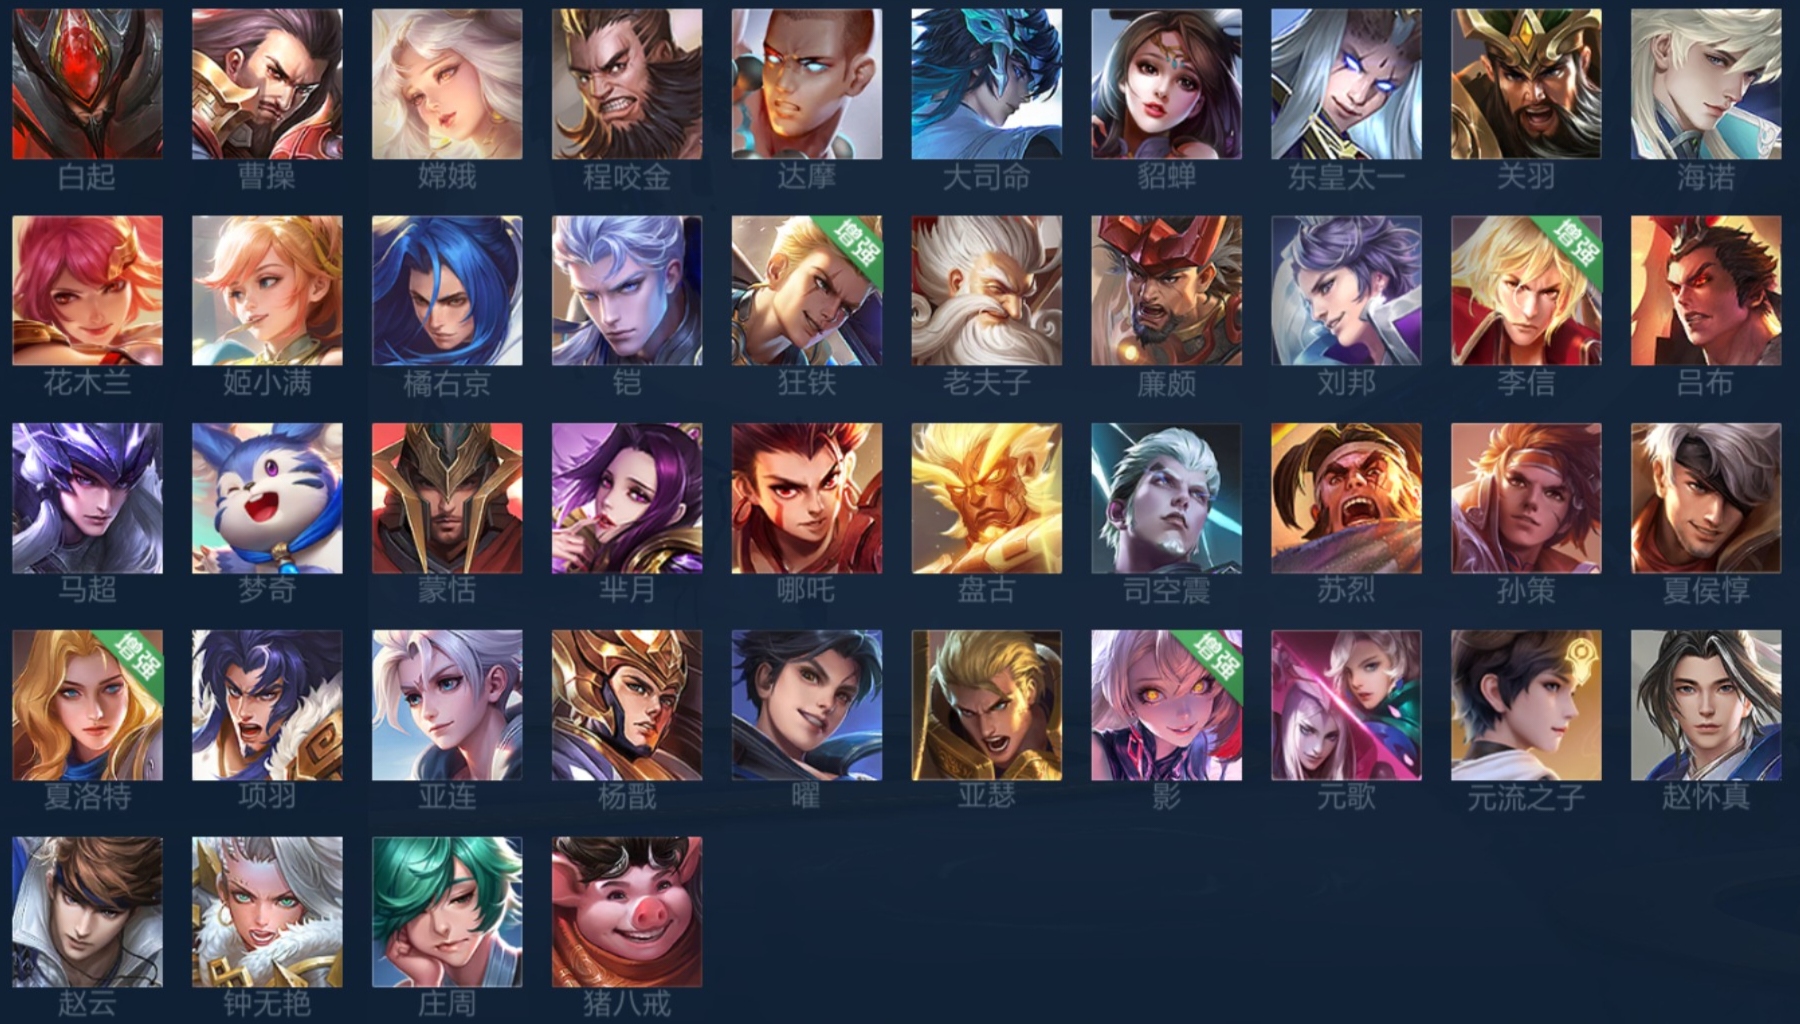 白起 曹操 嫦娥 程咬金 达摩 大司命 貂蝉 东皇太一 关羽 海诺
增强 增强
花木兰 姬小满 橘右京 铠 狂铁 老夫子 廉颇 刘邦 李信 吕布
马超 梦奇 蒙恬 芈月 哪吒 盘古 司空震 苏烈 孙策 夏侯惇
增强 增强
夏洛特 项羽 亚连 杨戬 曜 亚瑟 影 元歌 元流之子 赵怀真
赵云 钟无艳 庄周 猪八戒